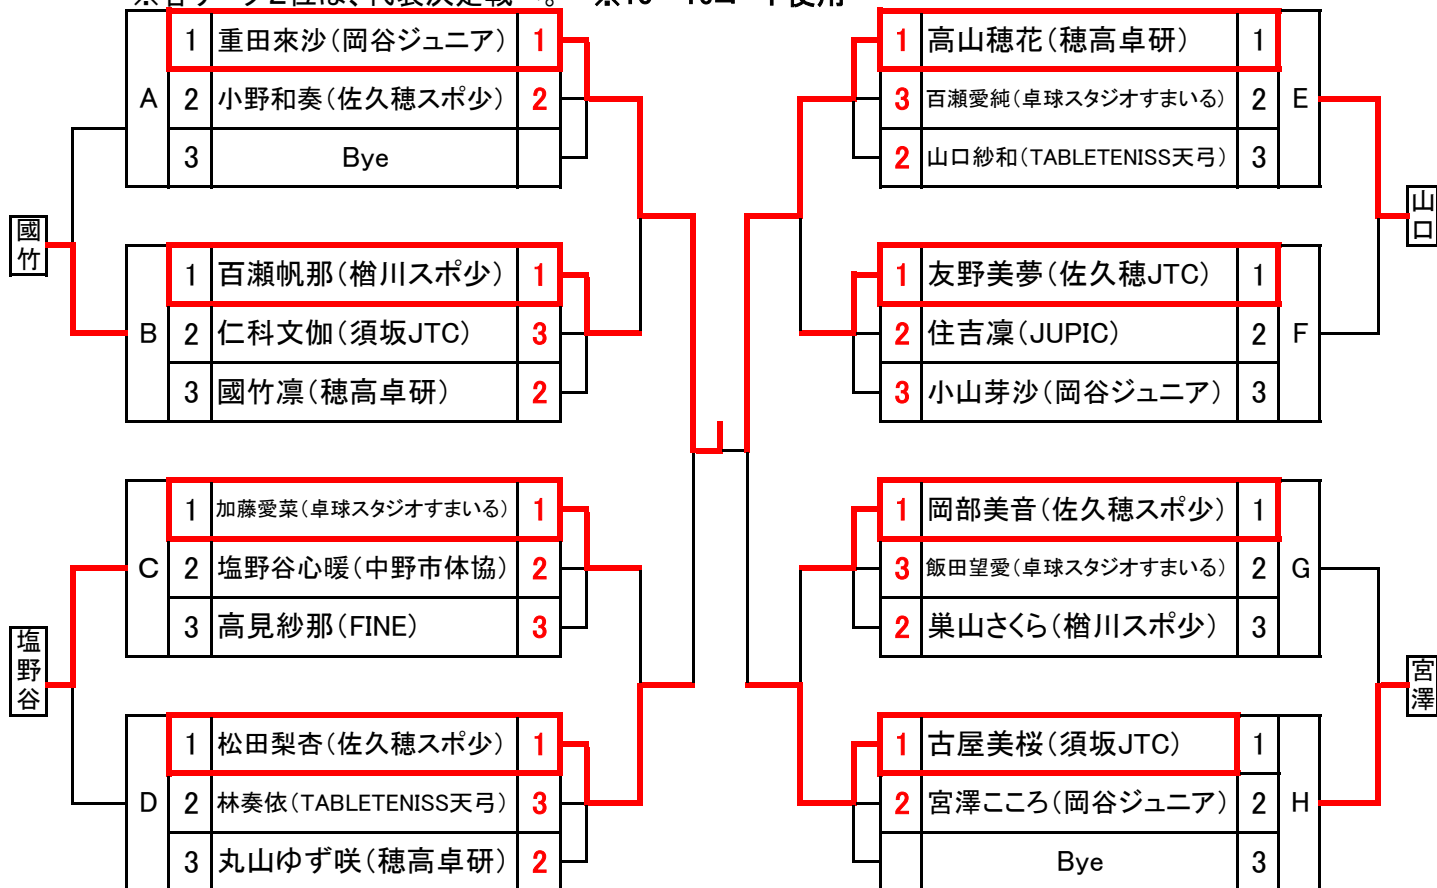 A
1 重田來沙(岡谷ジュニア) 1
2 小野和奏(佐久穂スポ少) 2
3 Bye
國竹
B
1 百瀬帆那(楢川スポ少) 1
2 仁科文伽(須坂JTC) 3
3 國竹凛(穂高卓研) 2
C
1 加藤愛菜(卓球スタジオすまいる) 1
2 塩野谷心暖(中野市体協) 2
3 高見紗那(FINE) 3
塩野谷
D
1 松田梨杏(佐久穂スポ少) 1
2 林奏依(TABLETENISS天弓) 3
3 丸山ゆず咲(穂高卓研) 2
1 高山穂花(穂高卓研) 1
3 百瀬愛純(卓球スタジオすまいる) 2
2 山口紗和(TABLETENISS天弓) 3
E
山口
1 友野美夢(佐久穂JTC) 1
2 住吉凜(JUPIC) 2
3 小山芽沙(岡谷ジュニア) 3
F
1 岡部美音(佐久穂スポ少) 1
3 飯田望愛(卓球スタジオすまいる) 2
2 巣山さくら(楢川スポ少) 3
G
宮澤
1 古屋美桜(須坂JTC) 1
2 宮澤こころ(岡谷ジュニア) 2
Bye 3
H